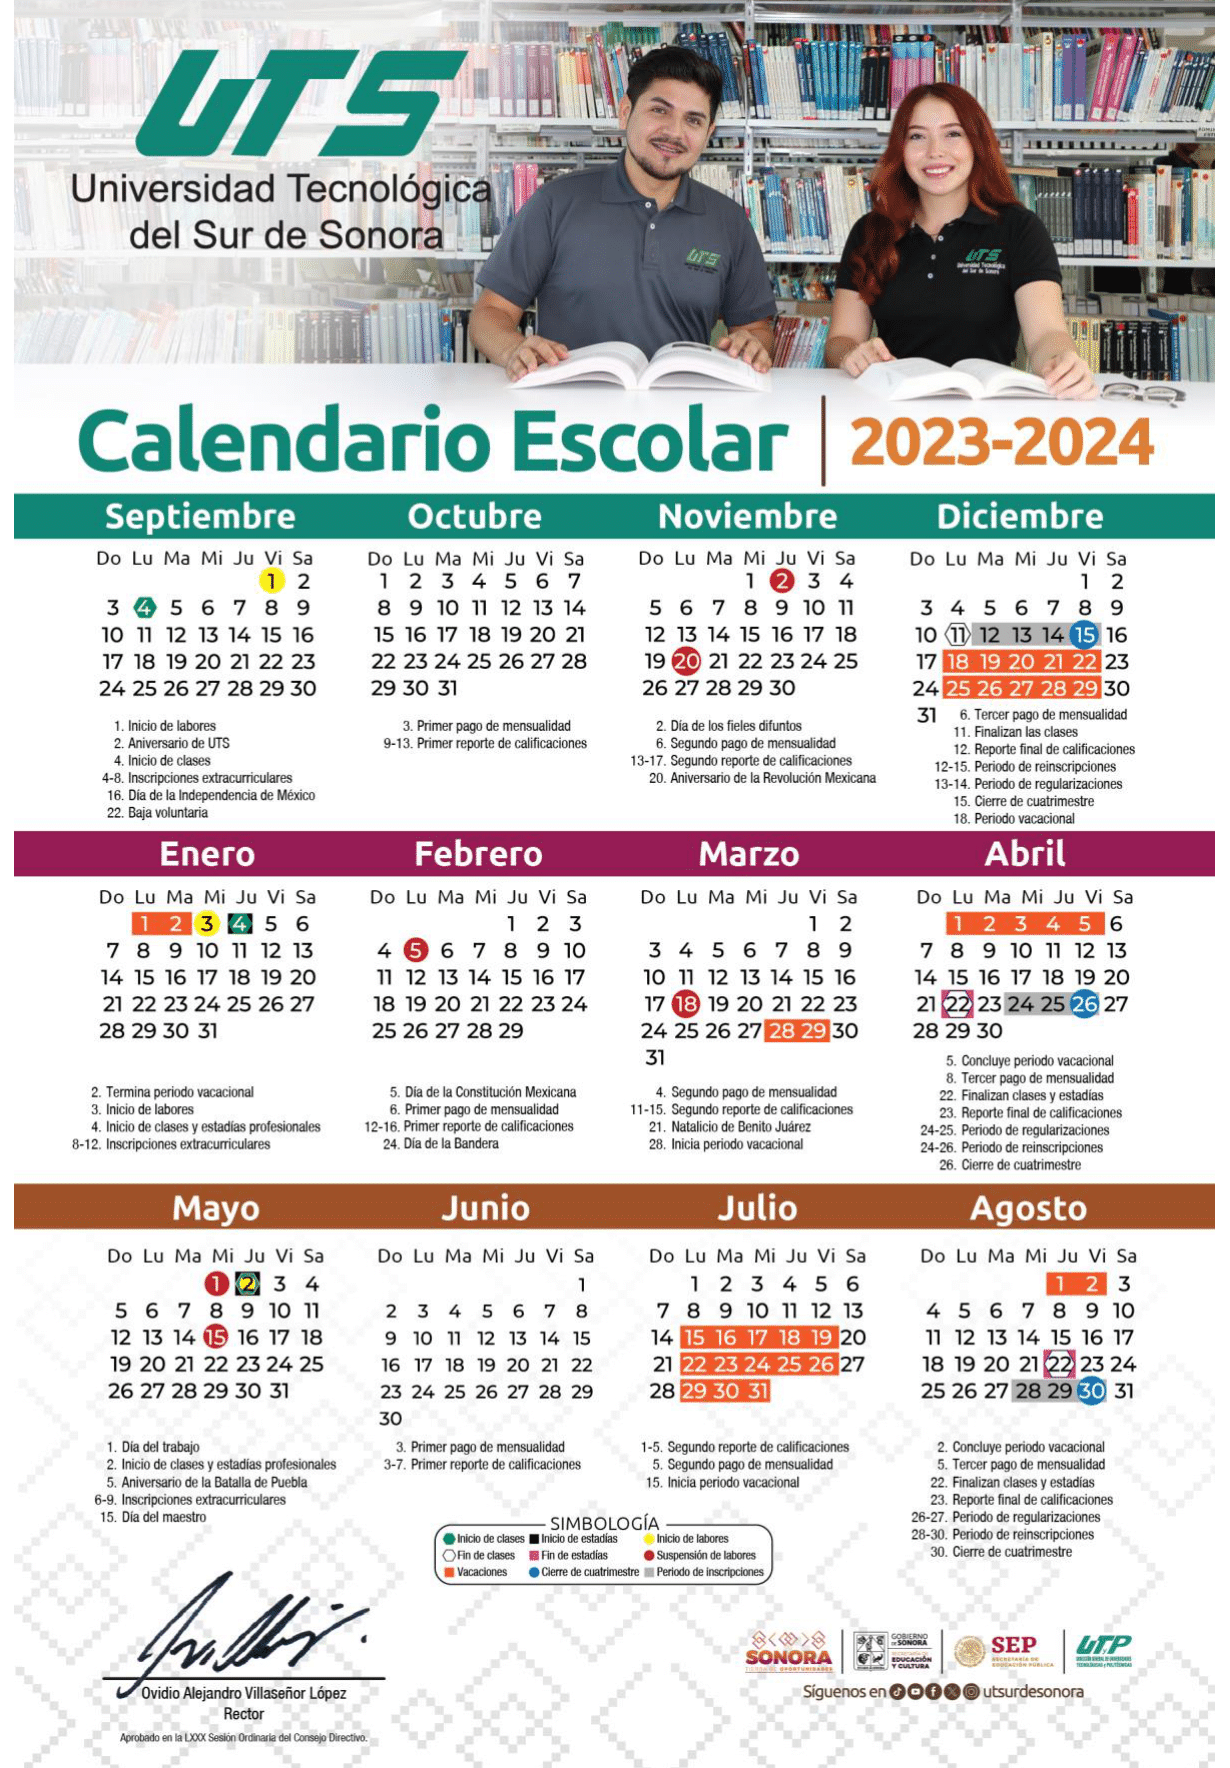 UTS
Universidad Tecnológica
del Sur de Sonora
UTS
UTS
Universidad Tecnológica
del Sur de Sonora
Calendario Escolar | 2023-2024
Septiembre Octubre Noviembre Diciembre
Do Lu Ma Mi Ju Vi Sa Do Lu Ma Mi Ju Vi Sa Do Lu Ma Mi Ju Vi Sa Do Lu Ma Mi Ju Vi Sa
1 2 1 2 3 4 5 6 7 1 2 3 4 1 2
3 4 5 6 7 8 9 8 9 10 11 12 13 14 5 6 7 8 9 10 11 3 4 5 6 7 8 9
10 11 12 13 14 15 16 15 16 17 18 19 20 21 12 13 14 15 16 17 18 10 11 12 13 14 15 16
17 18 19 20 21 22 23 22 23 24 25 26 27 28 19 20 21 22 23 24 25 17 18 19 20 21 22 23
24 25 26 27 28 29 30 29 30 31 26 27 28 29 30 24 25 26 27 28 29 30
31
1. Inicio de labores
2. Aniversario de UTS
4. Inicio de clases
4-8. Inscripciones extracurriculares
16. Día de la Independencia de México
22. Baja voluntaria
3. Primer pago de mensualidad
9-13. Primer reporte de calificaciones
2. Día de los fieles difuntos
6. Segundo pago de mensualidad
13-17. Segundo reporte de calificaciones
20. Aniversario de la Revolución Mexicana
6. Tercer pago de mensualidad
11. Finalizan las clases
12. Reporte final de calificaciones
12-15. Periodo de reinscripciones
13-14. Periodo de regularizaciones
15. Cierre de cuatrimestre
18. Periodo vacacional
Enero Febrero Marzo Abril
Do Lu Ma Mi Ju Vi Sa Do Lu Ma Mi Ju Vi Sa Do Lu Ma Mi Ju Vi Sa Do Lu Ma Mi Ju Vi Sa
1 2 3 4 5 6 1 2 3 1 2 1 2 3 4 5 6
7 8 9 10 11 12 13 4 5 6 7 8 9 10 3 4 5 6 7 8 9 7 8 9 10 11 12 13
14 15 16 17 18 19 20 11 12 13 14 15 16 17 10 11 12 13 14 15 16 14 15 16 17 18 19 20
21 22 23 24 25 26 27 18 19 20 21 22 23 24 17 18 19 20 21 22 23 21 22 23 24 25 26 27
28 29 30 31 25 26 27 28 29 24 25 26 27 28 29 30 28 29 30
31
2. Termina periodo vacacional
3. Inicio de labores
4. Inicio de clases y estadías profesionales
8-12. Inscripciones extracurriculares
5. Día de la Constitución Mexicana
6. Primer pago de mensualidad
12-16. Primer reporte de calificaciones
24. Día de la Bandera
4. Segundo pago de mensualidad
11-15. Segundo reporte de calificaciones
21. Natalicio de Benito Juárez
28. Inicia periodo vacacional
5. Concluye periodo vacacional
8. Tercer pago de mensualidad
22. Finalizan clases y estadías
23. Reporte final de calificaciones
24-25. Periodo de regularizaciones
24-26. Periodo de reinscripciones
26. Cierre de cuatrimestre
Mayo Junio Julio Agosto
Do Lu Ma Mi Ju Vi Sa Do Lu Ma Mi Ju Vi Sa Do Lu Ma Mi Ju Vi Sa Do Lu Ma Mi Ju Vi Sa
1 2 3 4 1 1 2 3 4 5 6 1 2 3
5 6 7 8 9 10 11 2 3 4 5 6 7 8 7 8 9 10 11 12 13 4 5 6 7 8 9 10
12 13 14 15 16 17 18 9 10 11 12 13 14 15 14 15 16 17 18 19 20 11 12 13 14 15 16 17
19 20 21 22 23 24 25 16 17 18 19 20 21 22 21 22 23 24 25 26 27 18 19 20 21 22 23 24
26 27 28 29 30 31 23 24 25 26 27 28 29 28 29 30 31 25 26 27 28 29 30 31
30
1. Día del trabajo
2. Inicio de clases y estadías profesionales
5. Aniversario de la Batalla de Puebla
6-9. Inscripciones extracurriculares
15. Día del maestro
3. Primer pago de mensualidad
3-7. Primer reporte de calificaciones
1-5. Segundo reporte de calificaciones
5. Segundo pago de mensualidad
15. Inicia periodo vacacional
2. Concluye periodo vacacional
5. Tercer pago de mensualidad
22. Finalizan clases y estadías
23. Reporte final de calificaciones
26-27. Periodo de regularizaciones
28-30. Periodo de reinscripciones
30. Cierre de cuatrimestre
SIMBOLOGÍA
Inicio de clases Inicio de estadías Inicio de labores
Fin de clases Fin de estadías Suspensión de labores
Vacaciones Cierre de cuatrimestre Periodo de inscripciones
Ovidio Alejandro Villaseñor López
Rector
Aprobado en la LXXX Sesión Ordinaria del Consejo Directivo.
SONORA
TIERRA DE OPORTUNIDADES
GOBIERNO
DE SONORA
SECRETARÍA DE
EDUCACIÓN
Y CULTURA
SEP
SECRETARÍA DE
EDUCACIÓN PÚBLICA
UTyP
DIRECCIÓN GENERAL DE UNIVERSIDADES
TECNOLÓGICAS y POLITÉCNICAS
Síguenos en utsurdesonora